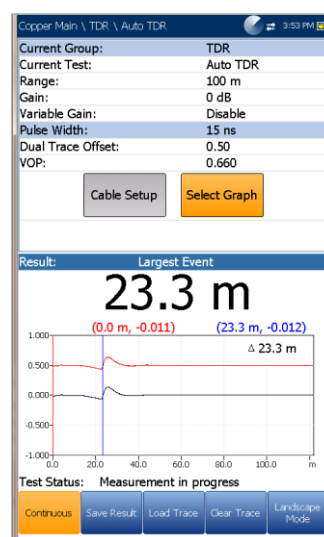 Copper Main \ TDR \ Auto TDR 3:53 PM
Current Group: TDR
Current Test: Auto TDR
Range: 100 m
Gain: 0 dB
Variable Gain: Disable
Pulse Width: 15 ns
Dual Trace Offset: 0.50
VOP: 0.660
Cable Setup Select Graph
Result: Largest Event
23.3 m
(0.0 m, -0.011) (23.3 m, -0.012)
1.000
Δ 23.3 m
0.500
0.000
-0.500
-1.000
0.0 20.0 40.0 60.0 80.0 100.0 m
Test Status: Measurement in progress
Continuous Save Result Load Trace Clear Trace Landscape Mode